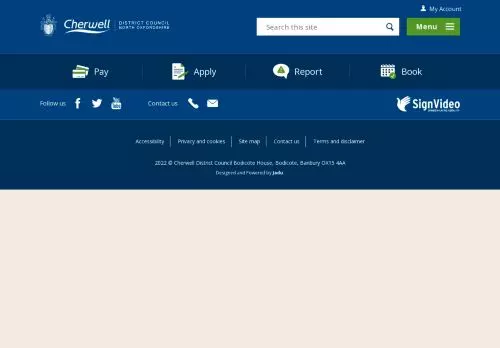 My Account
Cherwell
DISTRICT COUNCIL
NORTH OXFORDSHIRE
Search this site
Menu
Pay
Apply
Report
Book
Follow us
Contact us
SignVideo
Accessibility
Privacy and cookies
Site map
Contact us
Terms and disclaimer
2022 © Cherwell District Council Bodicote House, Bodicote, Banbury OX15 4AA
Designed and Powered by Jadu.